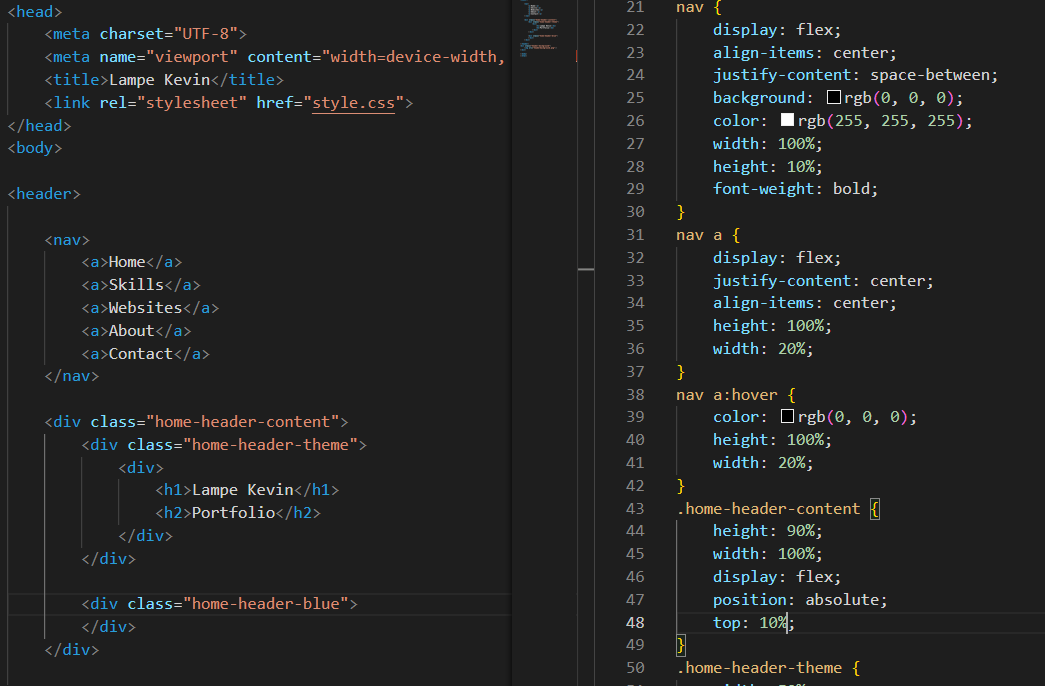 <head>
<meta charset="UTF-8">
<meta name="viewport" content="width=device-width,
<title>Lampe Kevin</title>
<link rel="stylesheet" href="style.css">
</head>
<body>
<header>
<nav>
<a>Home</a>
<a>Skills</a>
<a>Websites</a>
<a>About</a>
<a>Contact</a>
</nav>
<div class="home-header-content">
<div class="home-header-theme">
<div>
<h1>Lampe Kevin</h1>
<h2>Portfolio</h2>
</div>
</div>
<div class="home-header-blue">
</div>
</div>
21 nav {
22 display: flex;
23 align-items: center;
24 justify-content: space-between;
25 background: rgb(0, 0, 0);
26 color: rgb(255, 255, 255);
27 width: 100%;
28 height: 10%;
29 font-weight: bold;
30 }
31 nav a {
32 display: flex;
33 justify-content: center;
34 align-items: center;
35 height: 100%;
36 width: 20%;
37 }
38 nav a:hover {
39 color: rgb(0, 0, 0);
40 height: 100%;
41 width: 20%;
42 }
43 .home-header-content {
44 height: 90%;
45 width: 100%;
46 display: flex;
47 position: absolute;
48 top: 10%;
49 }
50 .home-header-theme {